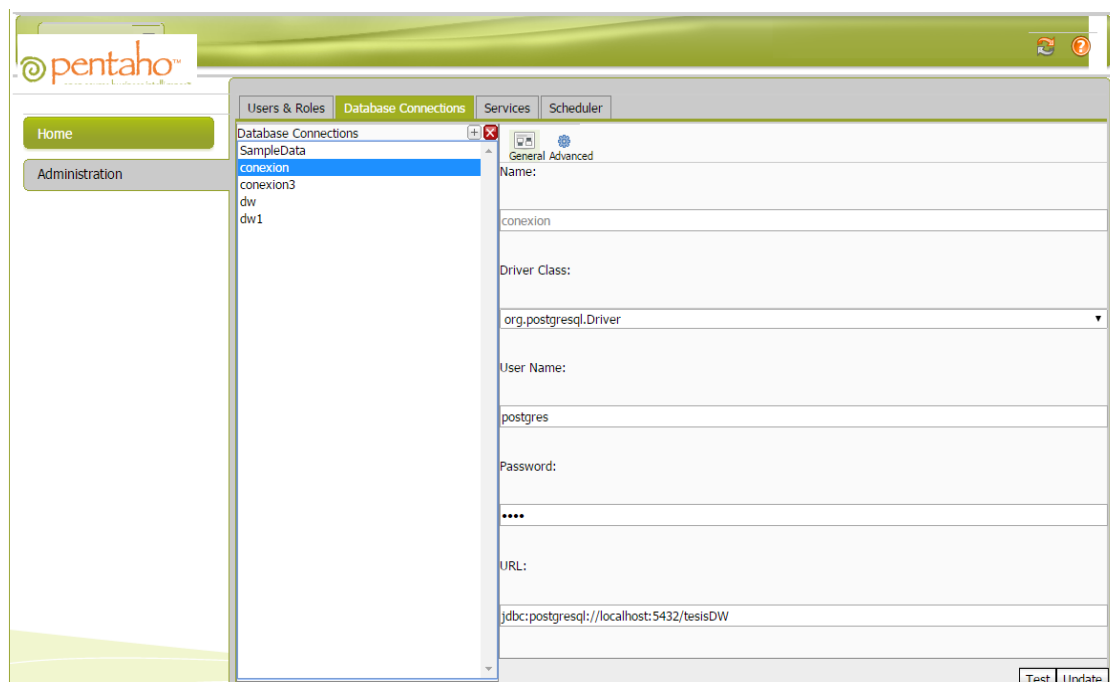 pentaho™
Home
Administration
Users & Roles
Database Connections
Services
Scheduler
Database Connections
SampleData
conexion
conexion3
dw
dw1
General Advanced
Name:
conexion
Driver Class:
org.postgresql.Driver
User Name:
postgres
Password:
••••
URL:
jdbc:postgresql://localhost:5432/tesisDW
Test Update